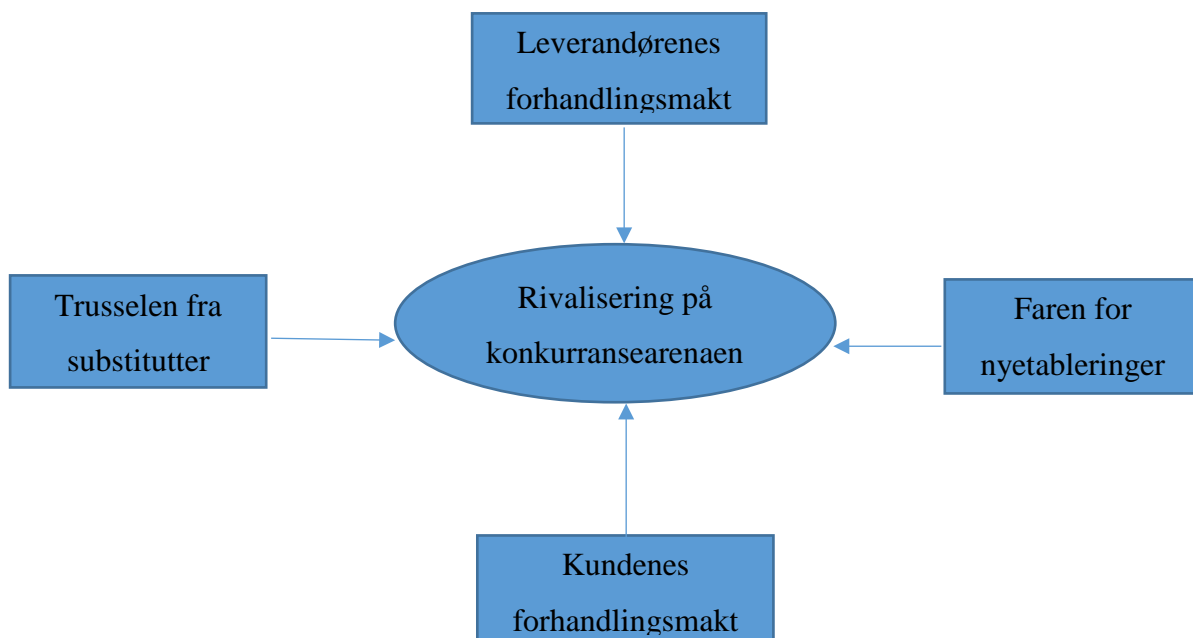 Leverandørenes
forhandlingsmakt
Trusselen fra
substitutter
Rivalisering på
konkurransearenaen
Faren for
nyetableringer
Kundenes
forhandlingsmakt